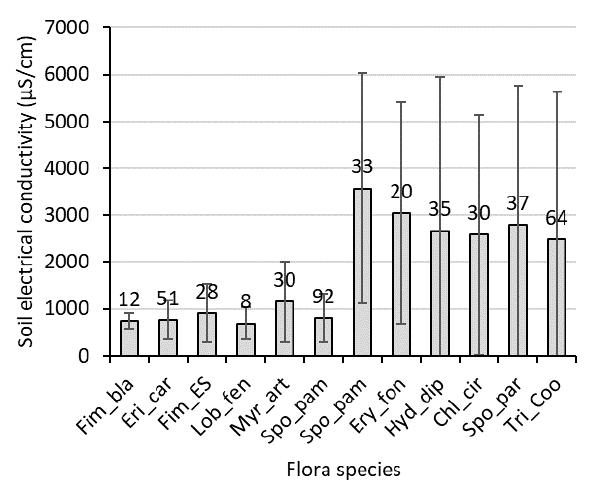 7000
6000
5000
4000
3000
2000
1000
0
Soil electrical conductivity (µS/cm)
12
51
28
8
30
92
33
20
35
30
37
64
Fim_bla
Eri_car
Fim_ES
Lob_fen
Myr_art
Spo_pam
Spo_pam
Ery_fon
Hyd_dip
Chl_cir
Spo_par
Tri_Coo
Flora species